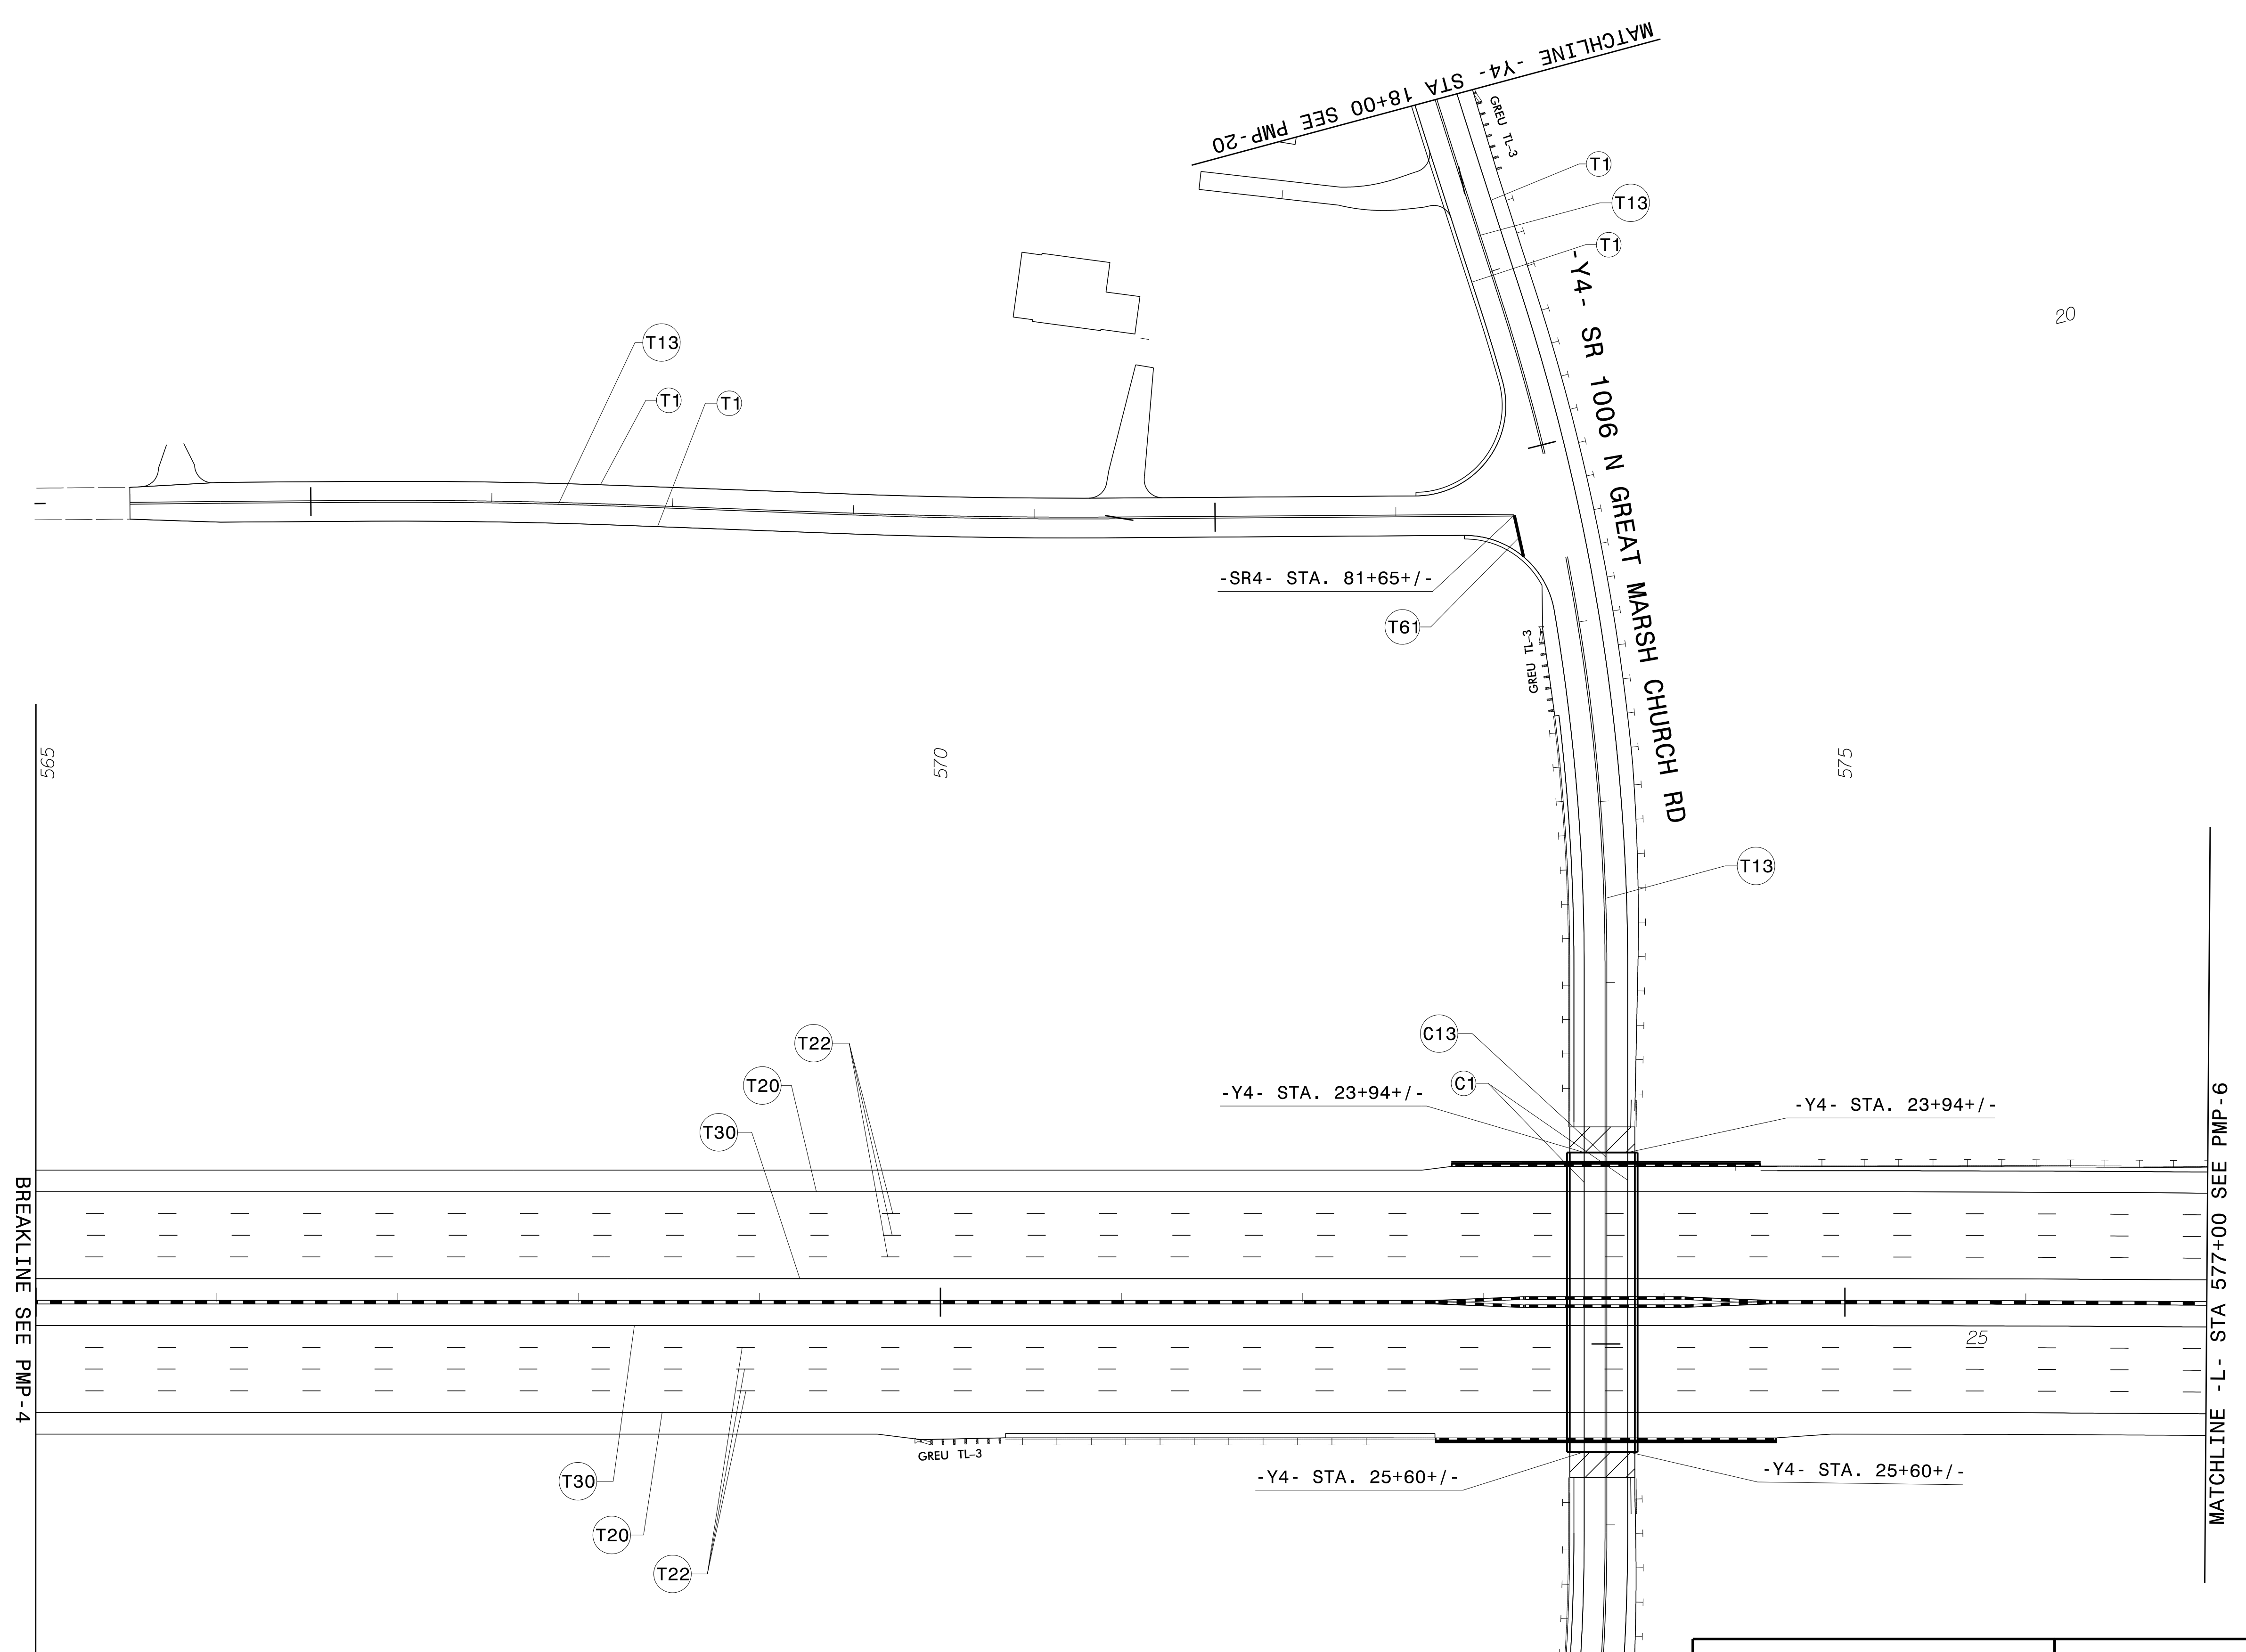 MATCHLINE -Y4- STA 18+00 SEE PMP-20
GREU TL-3
T1
T13
T1
-Y4- SR 1006 N GREAT MARSH CHURCH RD
20
T13
T1
T1
-SR4- STA. 81+65+/-
T61
GREU TL-3
565
570
575
T13
C13
C1
T22
T20
T30
-Y4- STA. 23+94+/-
-Y4- STA. 23+94+/-
BREAKLINE SEE PMP-4
MATCHLINE -L- STA 577+00 SEE PMP-6
25
GREU TL-3
-Y4- STA. 25+60+/-
-Y4- STA. 25+60+/-
T30
T20
T22